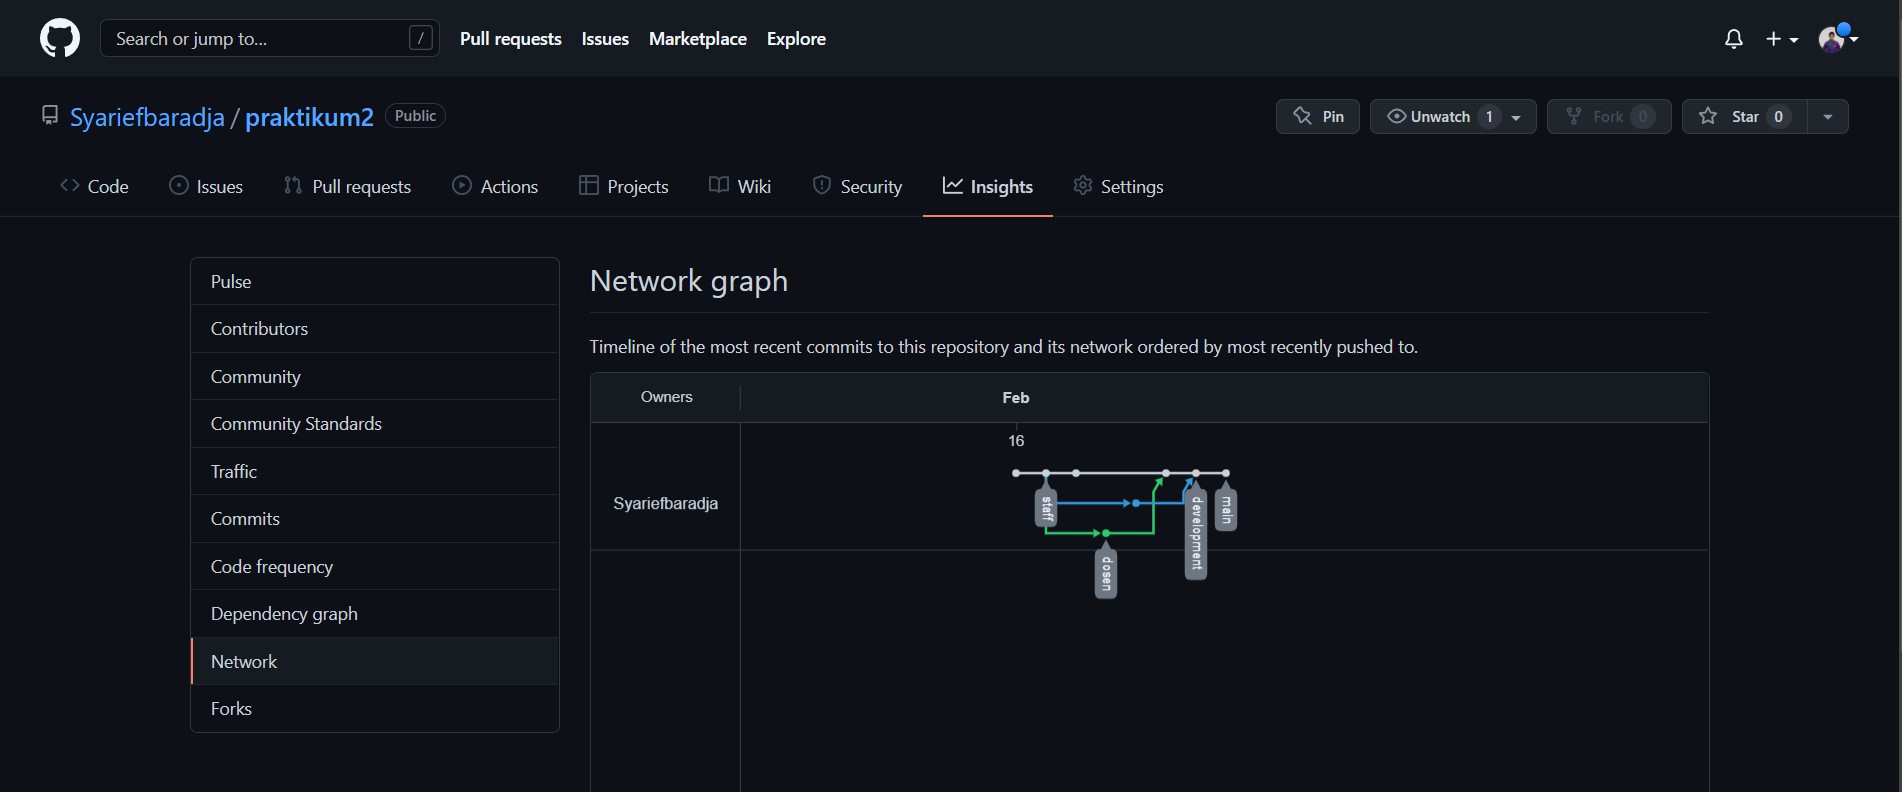 Search or jump to... /
Pull requests Issues Marketplace Explore
Syariefbaradja / praktikum2 Public
Pin Unwatch 1 Fork 0 Star 0
Code Issues Pull requests Actions Projects Wiki Security Insights Settings
Pulse
Contributors
Community
Community Standards
Traffic
Commits
Code frequency
Dependency graph
Network
Forks
Network graph
Timeline of the most recent commits to this repository and its network ordered by most recently pushed to.
Owners Feb
16
Syariefbaradja
staff
dosen
development
main